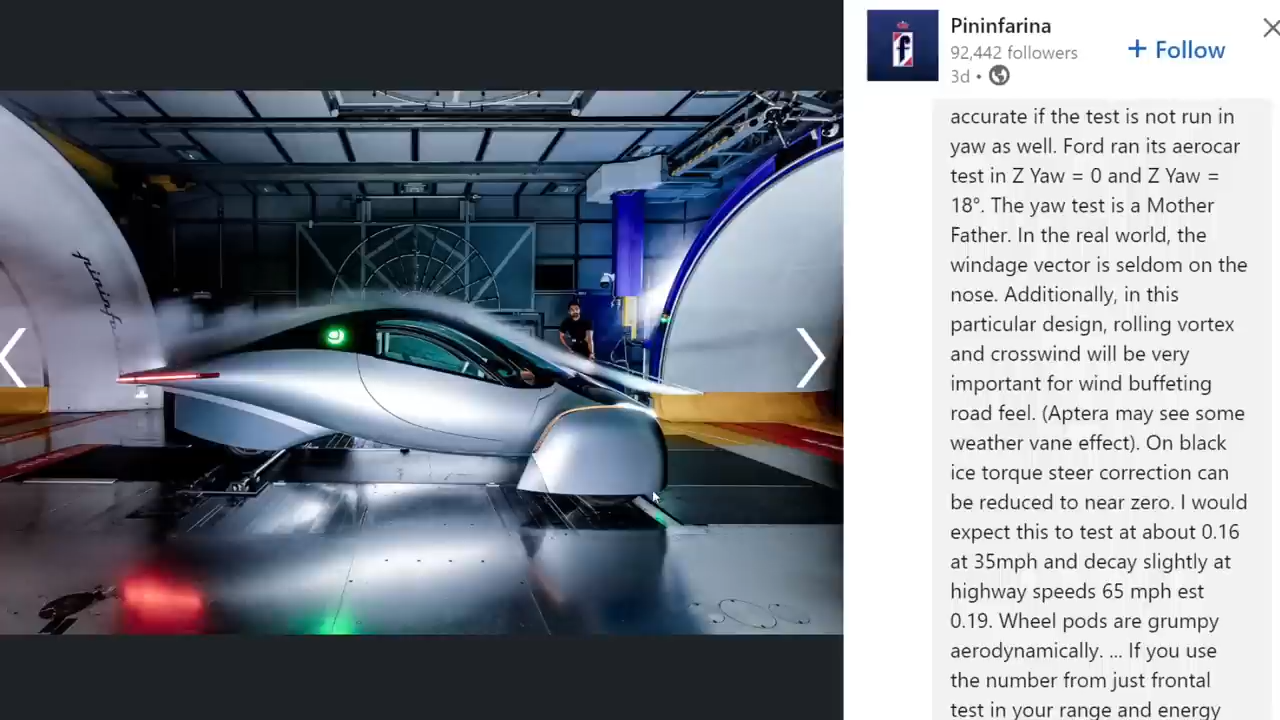 Pininfarina
92,442 followers
3d •
+ Follow
accurate if the test is not run in
yaw as well. Ford ran its aerocar
test in Z Yaw = 0 and Z Yaw =
18°. The yaw test is a Mother
Father. In the real world, the
windage vector is seldom on the
nose. Additionally, in this
particular design, rolling vortex
and crosswind will be very
important for wind buffeting
road feel. (Aptera may see some
weather vane effect). On black
ice torque steer correction can
be reduced to near zero. I would
expect this to test at about 0.16
at 35mph and decay slightly at
highway speeds 65 mph est
0.19. Wheel pods are grumpy
aerodynamically. ... If you use
the number from just frontal
test in your range and energy
pininfa
f